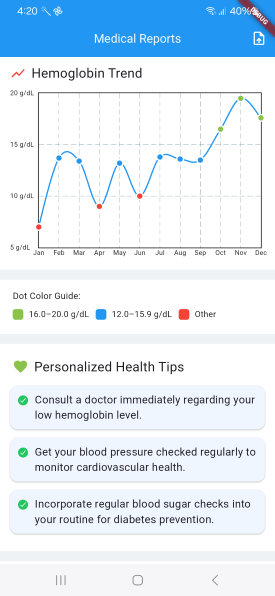 4:20 40%
DEBUG
Medical Reports
Hemoglobin Trend
20 g/dL
15 g/dL
10 g/dL
5 g/dL
Jan Feb Mar Apr May Jun Jul Aug Sep Oct Nov Dec
Dot Color Guide:
16.0–20.0 g/dL 12.0–15.9 g/dL Other
Personalized Health Tips
Consult a doctor immediately regarding your
low hemoglobin level.
Get your blood pressure checked regularly to
monitor cardiovascular health.
Incorporate regular blood sugar checks into
your routine for diabetes prevention.